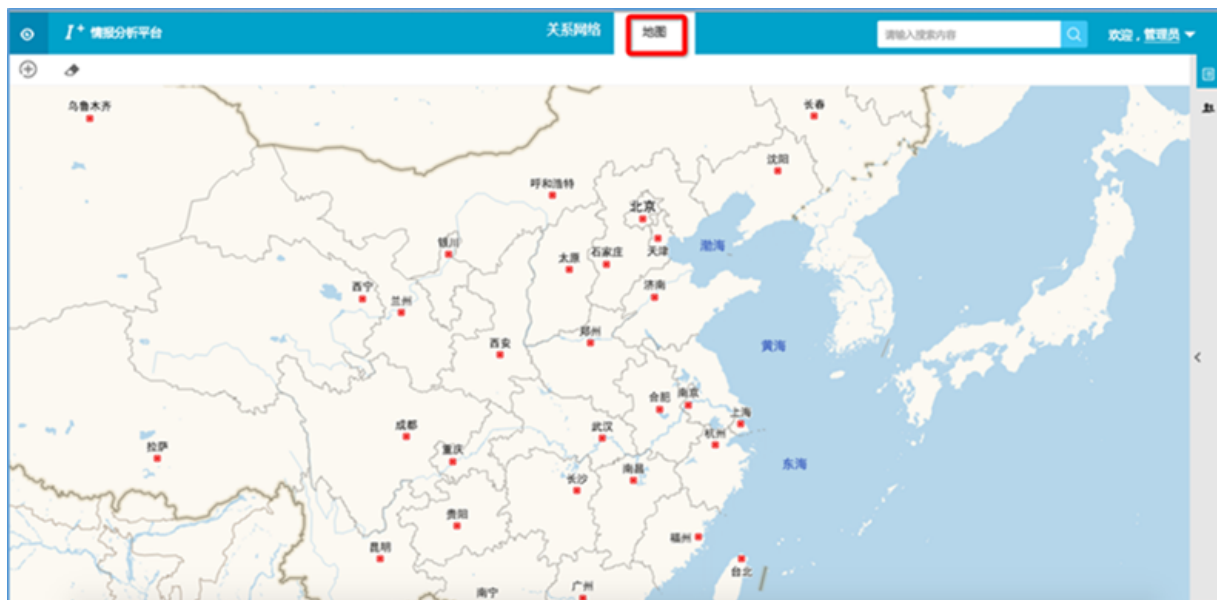 I+ 情报分析平台
关系网络
地图
请输入搜索内容
欢迎，管理员
乌鲁木齐
长春
沈阳
呼和浩特
北京
银川
渤海
太原
石家庄
天津
西宁
兰州
济南
郑州
西安
黄海
合肥
南京
上海
成都
武汉
杭州
拉萨
重庆
东海
南昌
长沙
贵阳
福州
昆明
台北
南宁
广州